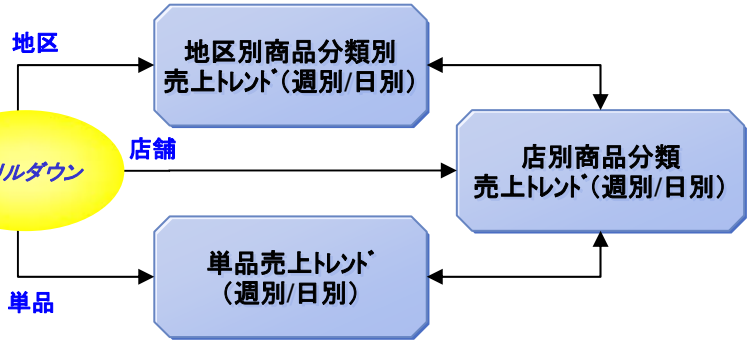 地区
地区別商品分類別
売上トレンド(週別/日別)
店舗
ルダウン
店別商品分類
売上トレンド(週別/日別)
単品売上トレンド
(週別/日別)
単品